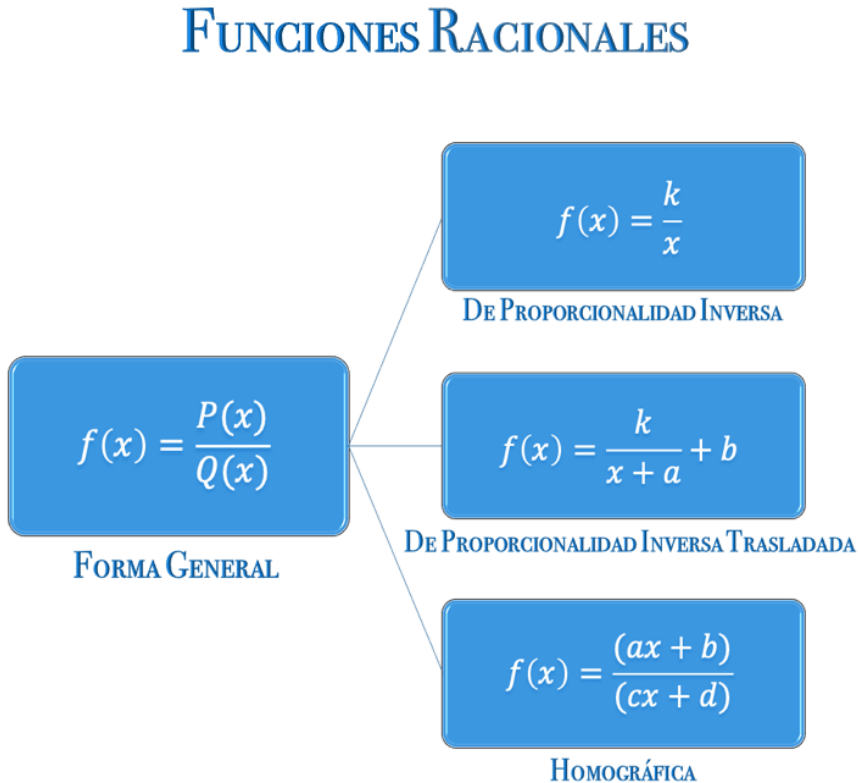 FUNCIONES RACIONALES
f(x) = k/x
DE PROPORCIONALIDAD INVERSA
f(x) = P(x)/Q(x)
FORMA GENERAL
f(x) = k/(x + a) + b
DE PROPORCIONALIDAD INVERSA TRASLADADA
f(x) = (ax + b)/(cx + d)
HOMOGRÁFICA